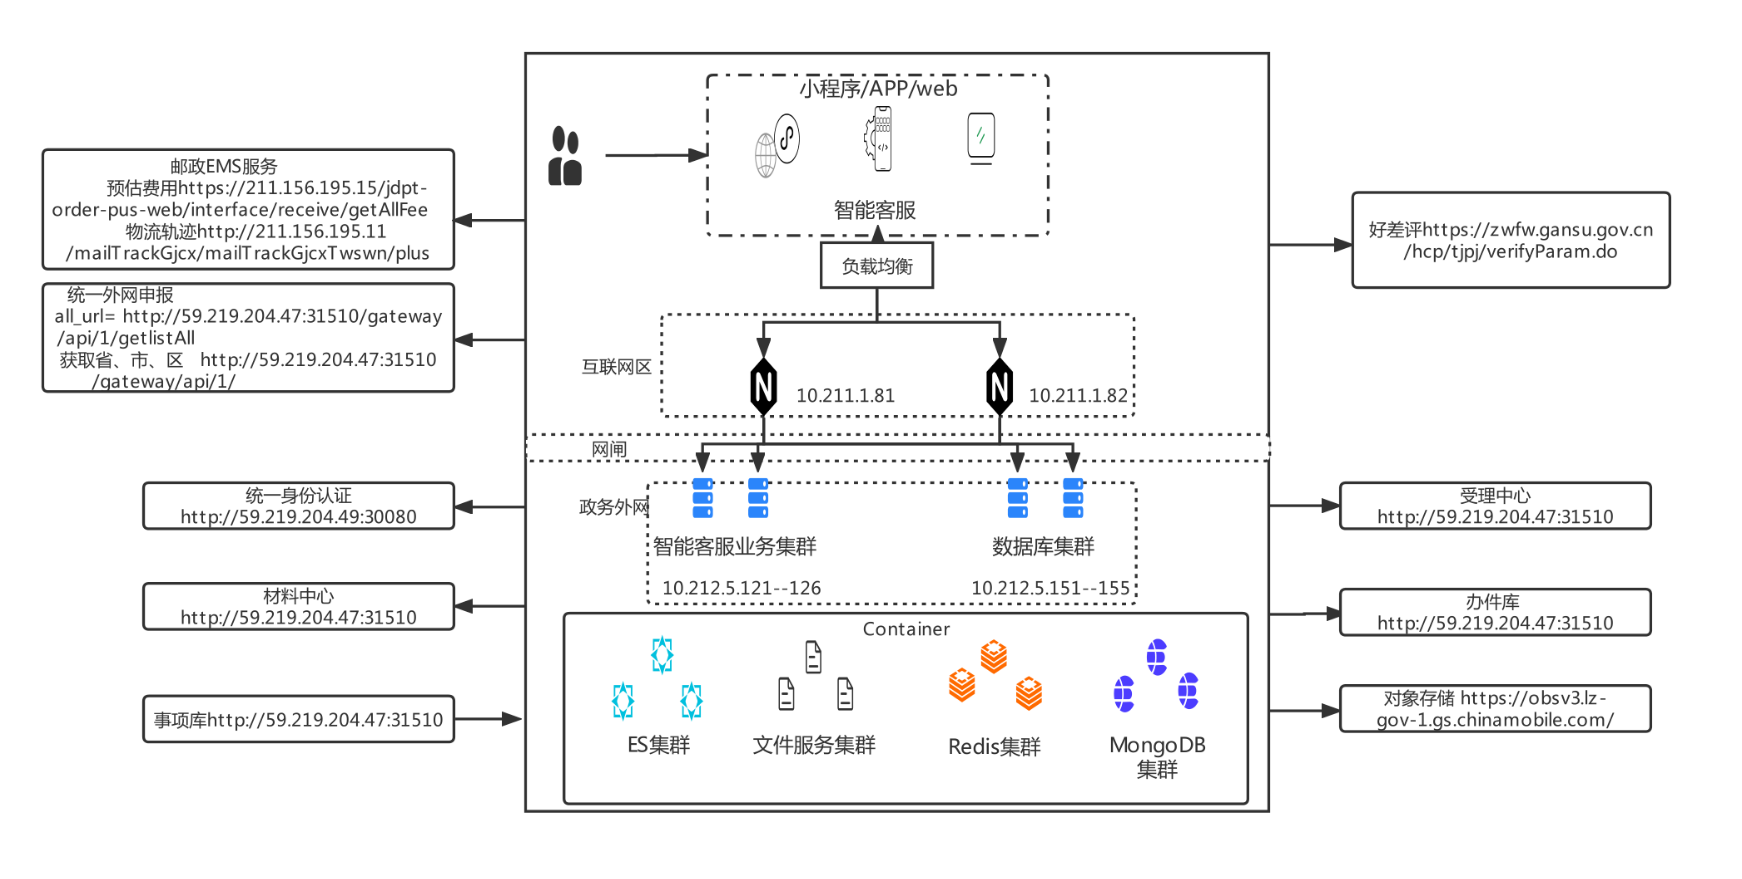 小程序/APP/web
智能客服
负载均衡
邮政EMS服务
预估费用https://211.156.195.15/jdpt-
order-pus-web/interface/receive/getAllFee
物流轨迹http://211.156.195.11
/mailTrackGjcx/mailTrackGjcxTwswn/plus
统一外网申报
all_url= http://59.219.204.47:31510/gateway
/api/1/getlistAll
获取省、市、区 http://59.219.204.47:31510
/gateway/api/1/
好差评https://zwfw.gansu.gov.cn
/hcp/tjpj/verifyParam.do
互联网区
10.211.1.81
10.211.1.82
网闸
统一身份认证
http://59.219.204.49:30080
政务外网
智能客服业务集群
数据库集群
10.212.5.121--126
10.212.5.151--155
受理中心
http://59.219.204.47:31510
材料中心
http://59.219.204.47:31510
办件库
http://59.219.204.47:31510
事项库http://59.219.204.47:31510
对象存储 https://obsv3.lz-
gov-1.gs.chinamobile.com/
Container
ES集群
文件服务集群
Redis集群
MongoDB
集群